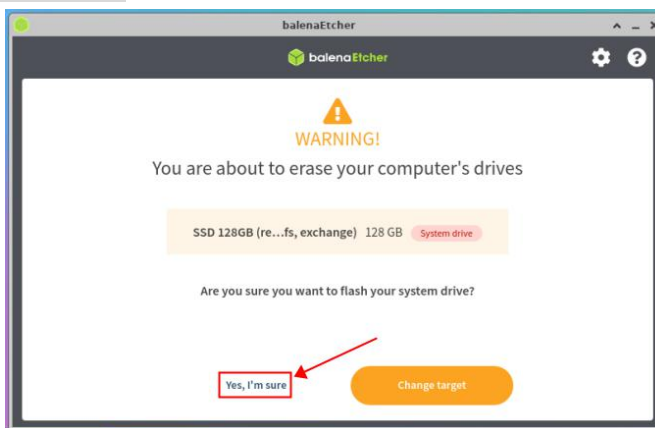 balenaEtcher
balenaEtcher
WARNING!
You are about to erase your computer's drives
SSD 128GB (re...fs, exchange) 128 GB System drive
Are you sure you want to flash your system drive?
Yes, I'm sure Change target